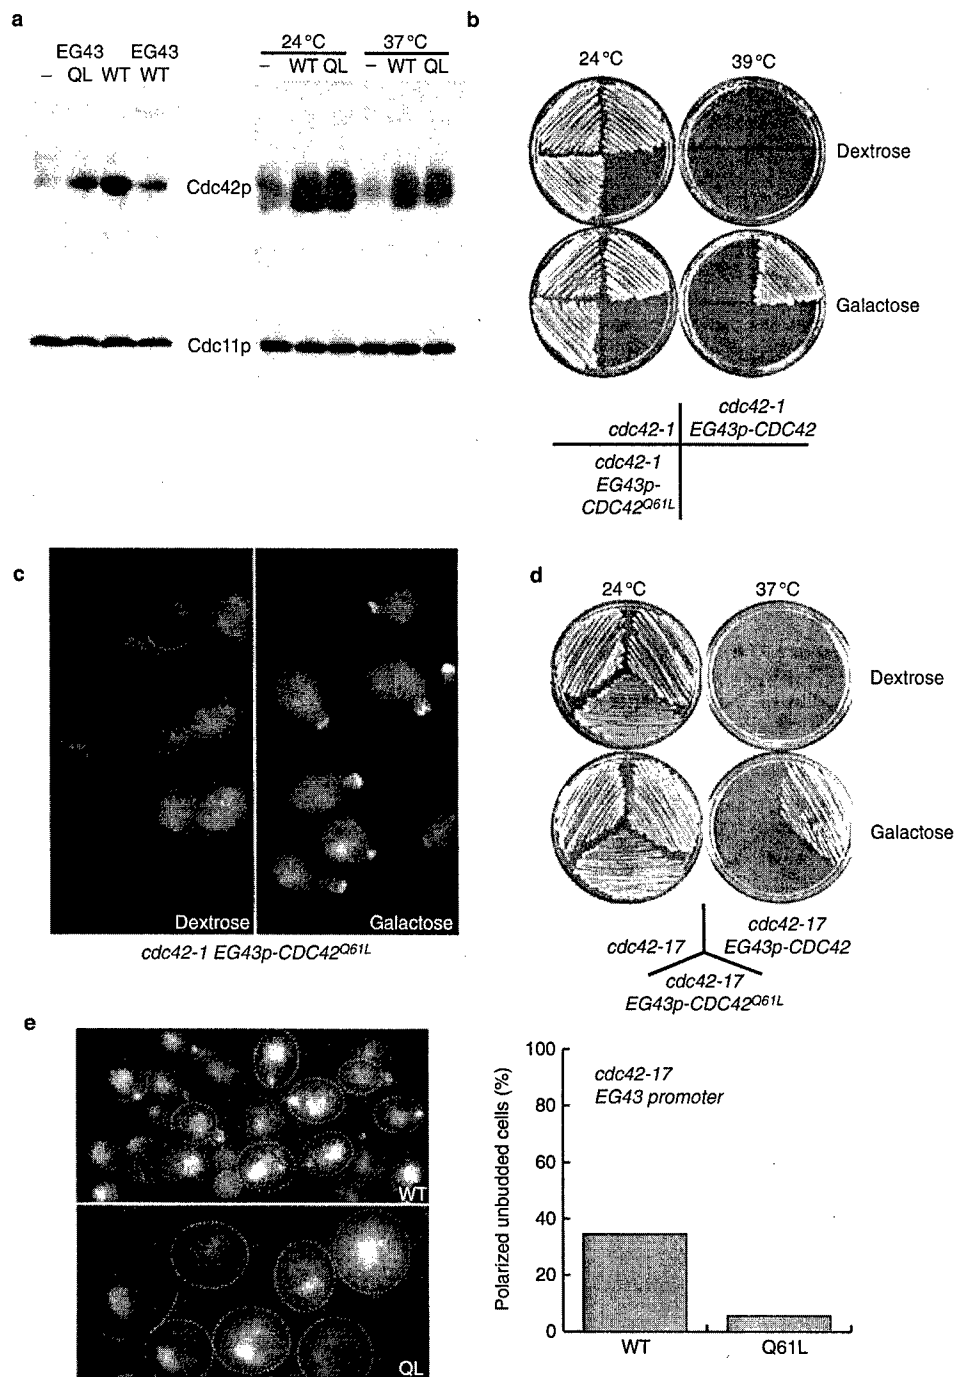 a
EG43 EG43
– QL WT WT
24 °C 37 °C
– WT QL – WT QL
Cdc42p
Cdc11p
b
24 °C 39 °C
Dextrose
Galactose
cdc42-1
cdc42-1
EG43p-CDC42
cdc42-1
EG43p-
CDC42Q61L
c
Dextrose Galactose
cdc42-1 EG43p-CDC42Q61L
d
24 °C 37 °C
Dextrose
Galactose
cdc42-17
cdc42-17
EG43p-CDC42
cdc42-17
EG43p-CDC42Q61L
e
WT
QL
Polarized unbudded cells (%)
100
80
60
40
20
0
cdc42-17
EG43 promoter
WT Q61L